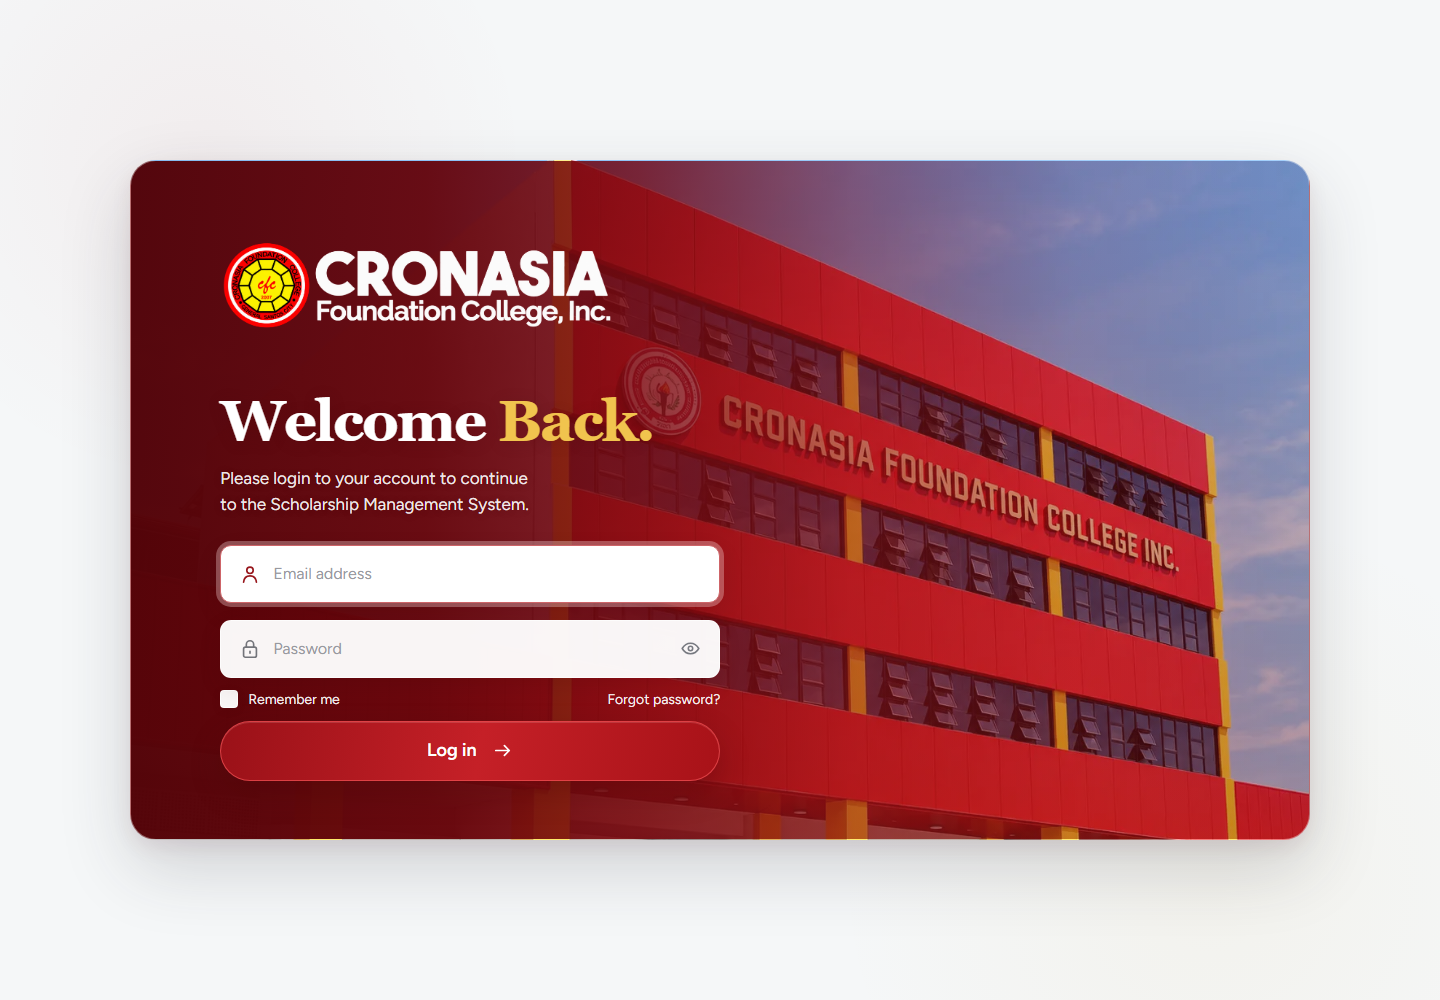 cfc
CRONASIA
Foundation College, Inc.
CRONASIA FOUNDATION COLLEGE INC.
Welcome Back.
Please login to your account to continue
to the Scholarship Management System.
Email address
Password
Remember me
Forgot password?
Log in